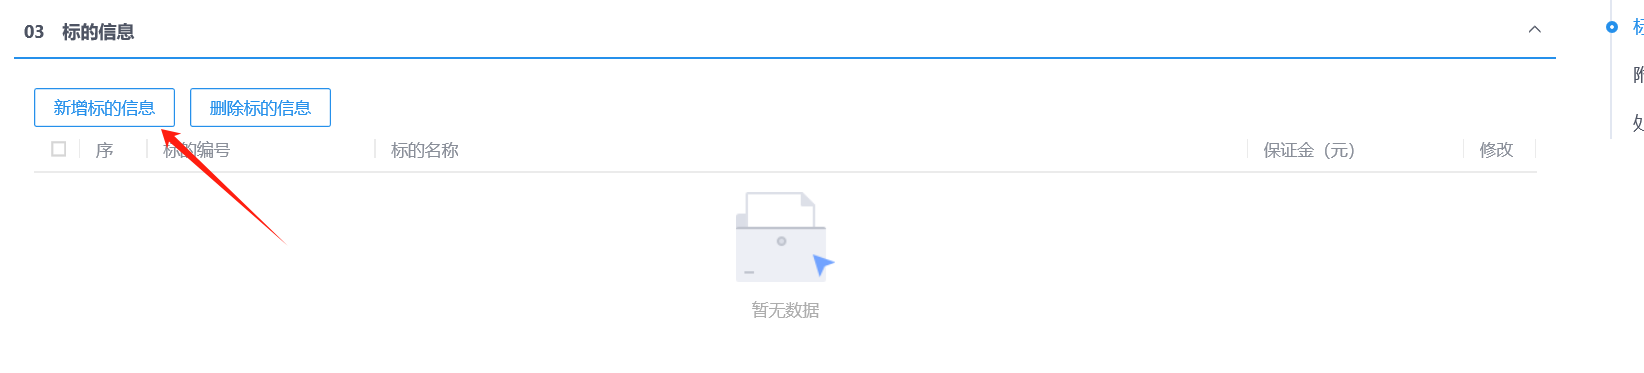 03 标的信息
新增标的信息 删除标的信息
序 标的编号 标的名称 保证金（元） 修改
暂无数据